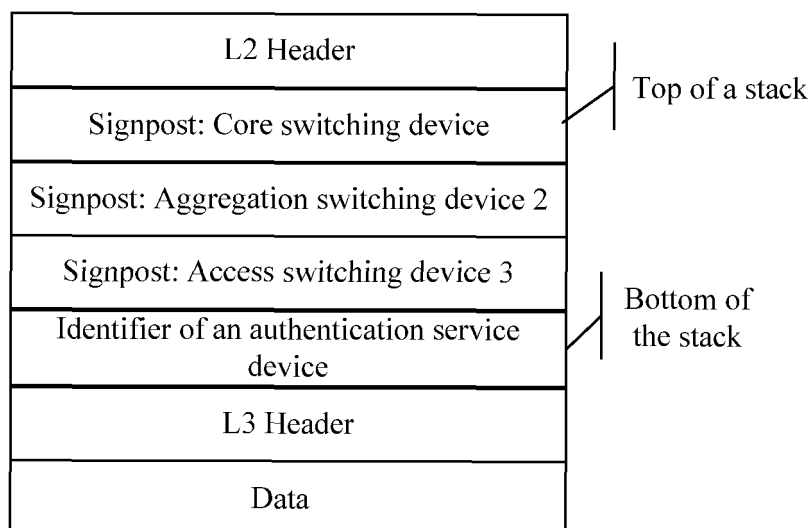 L2 Header
Signpost: Core switching device
Top of a stack
Signpost: Aggregation switching device 2
Signpost: Access switching device 3
Identifier of an authentication service
device
Bottom of
the stack
L3 Header
Data